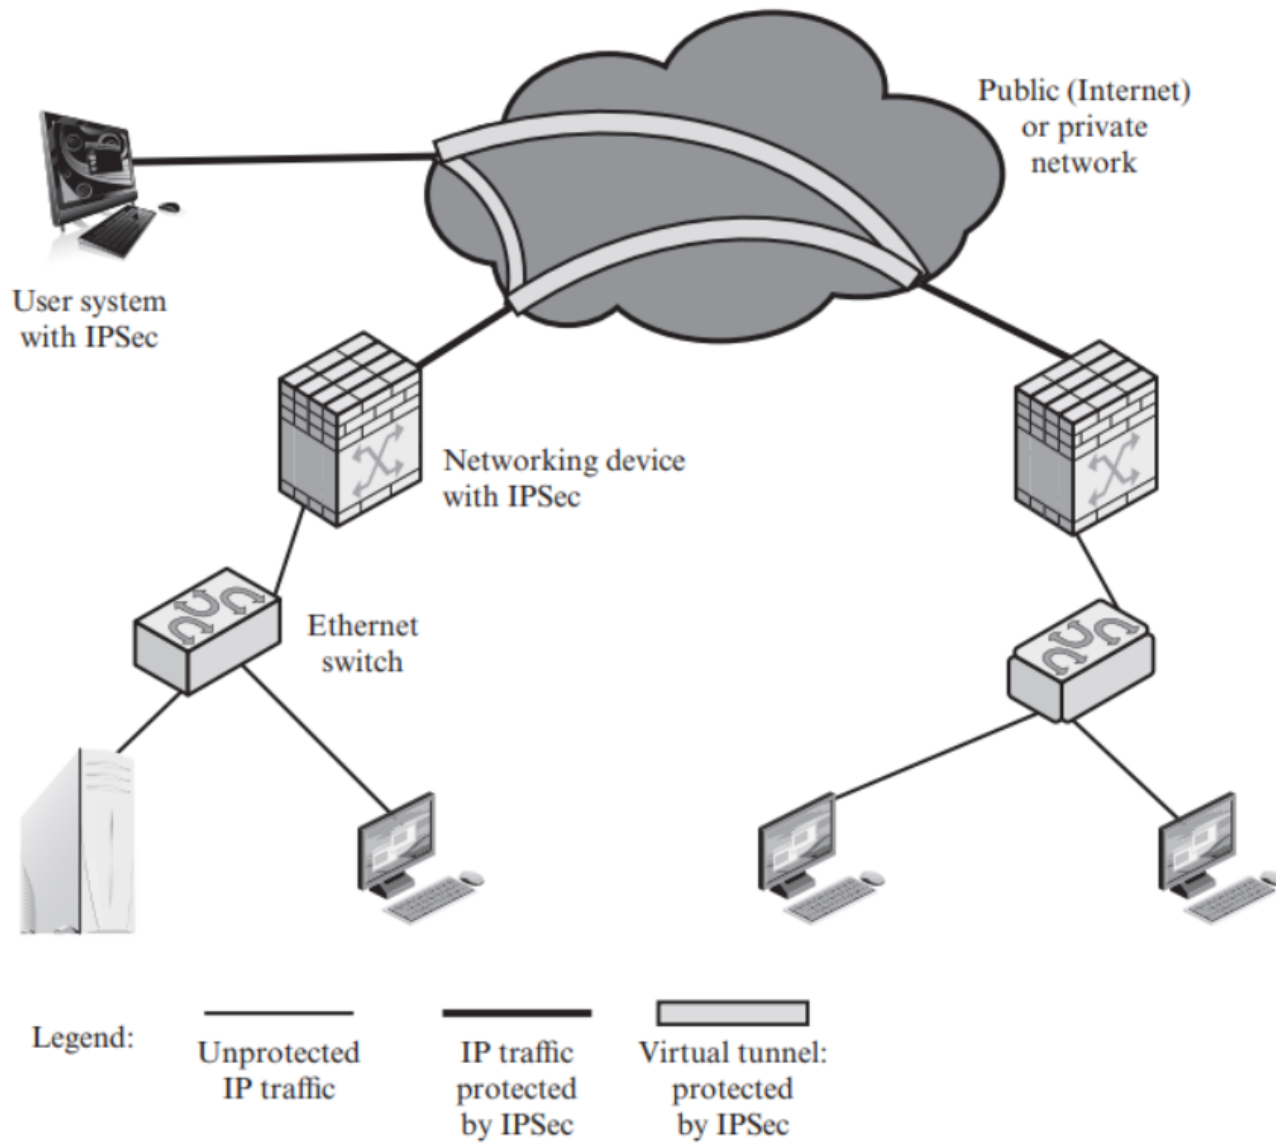 Public (Internet)
or private
network
User system
with IPSec
Networking device
with IPSec
Ethernet
switch
Legend:
Unprotected
IP traffic
IP traffic
protected
by IPSec
Virtual tunnel:
protected
by IPSec